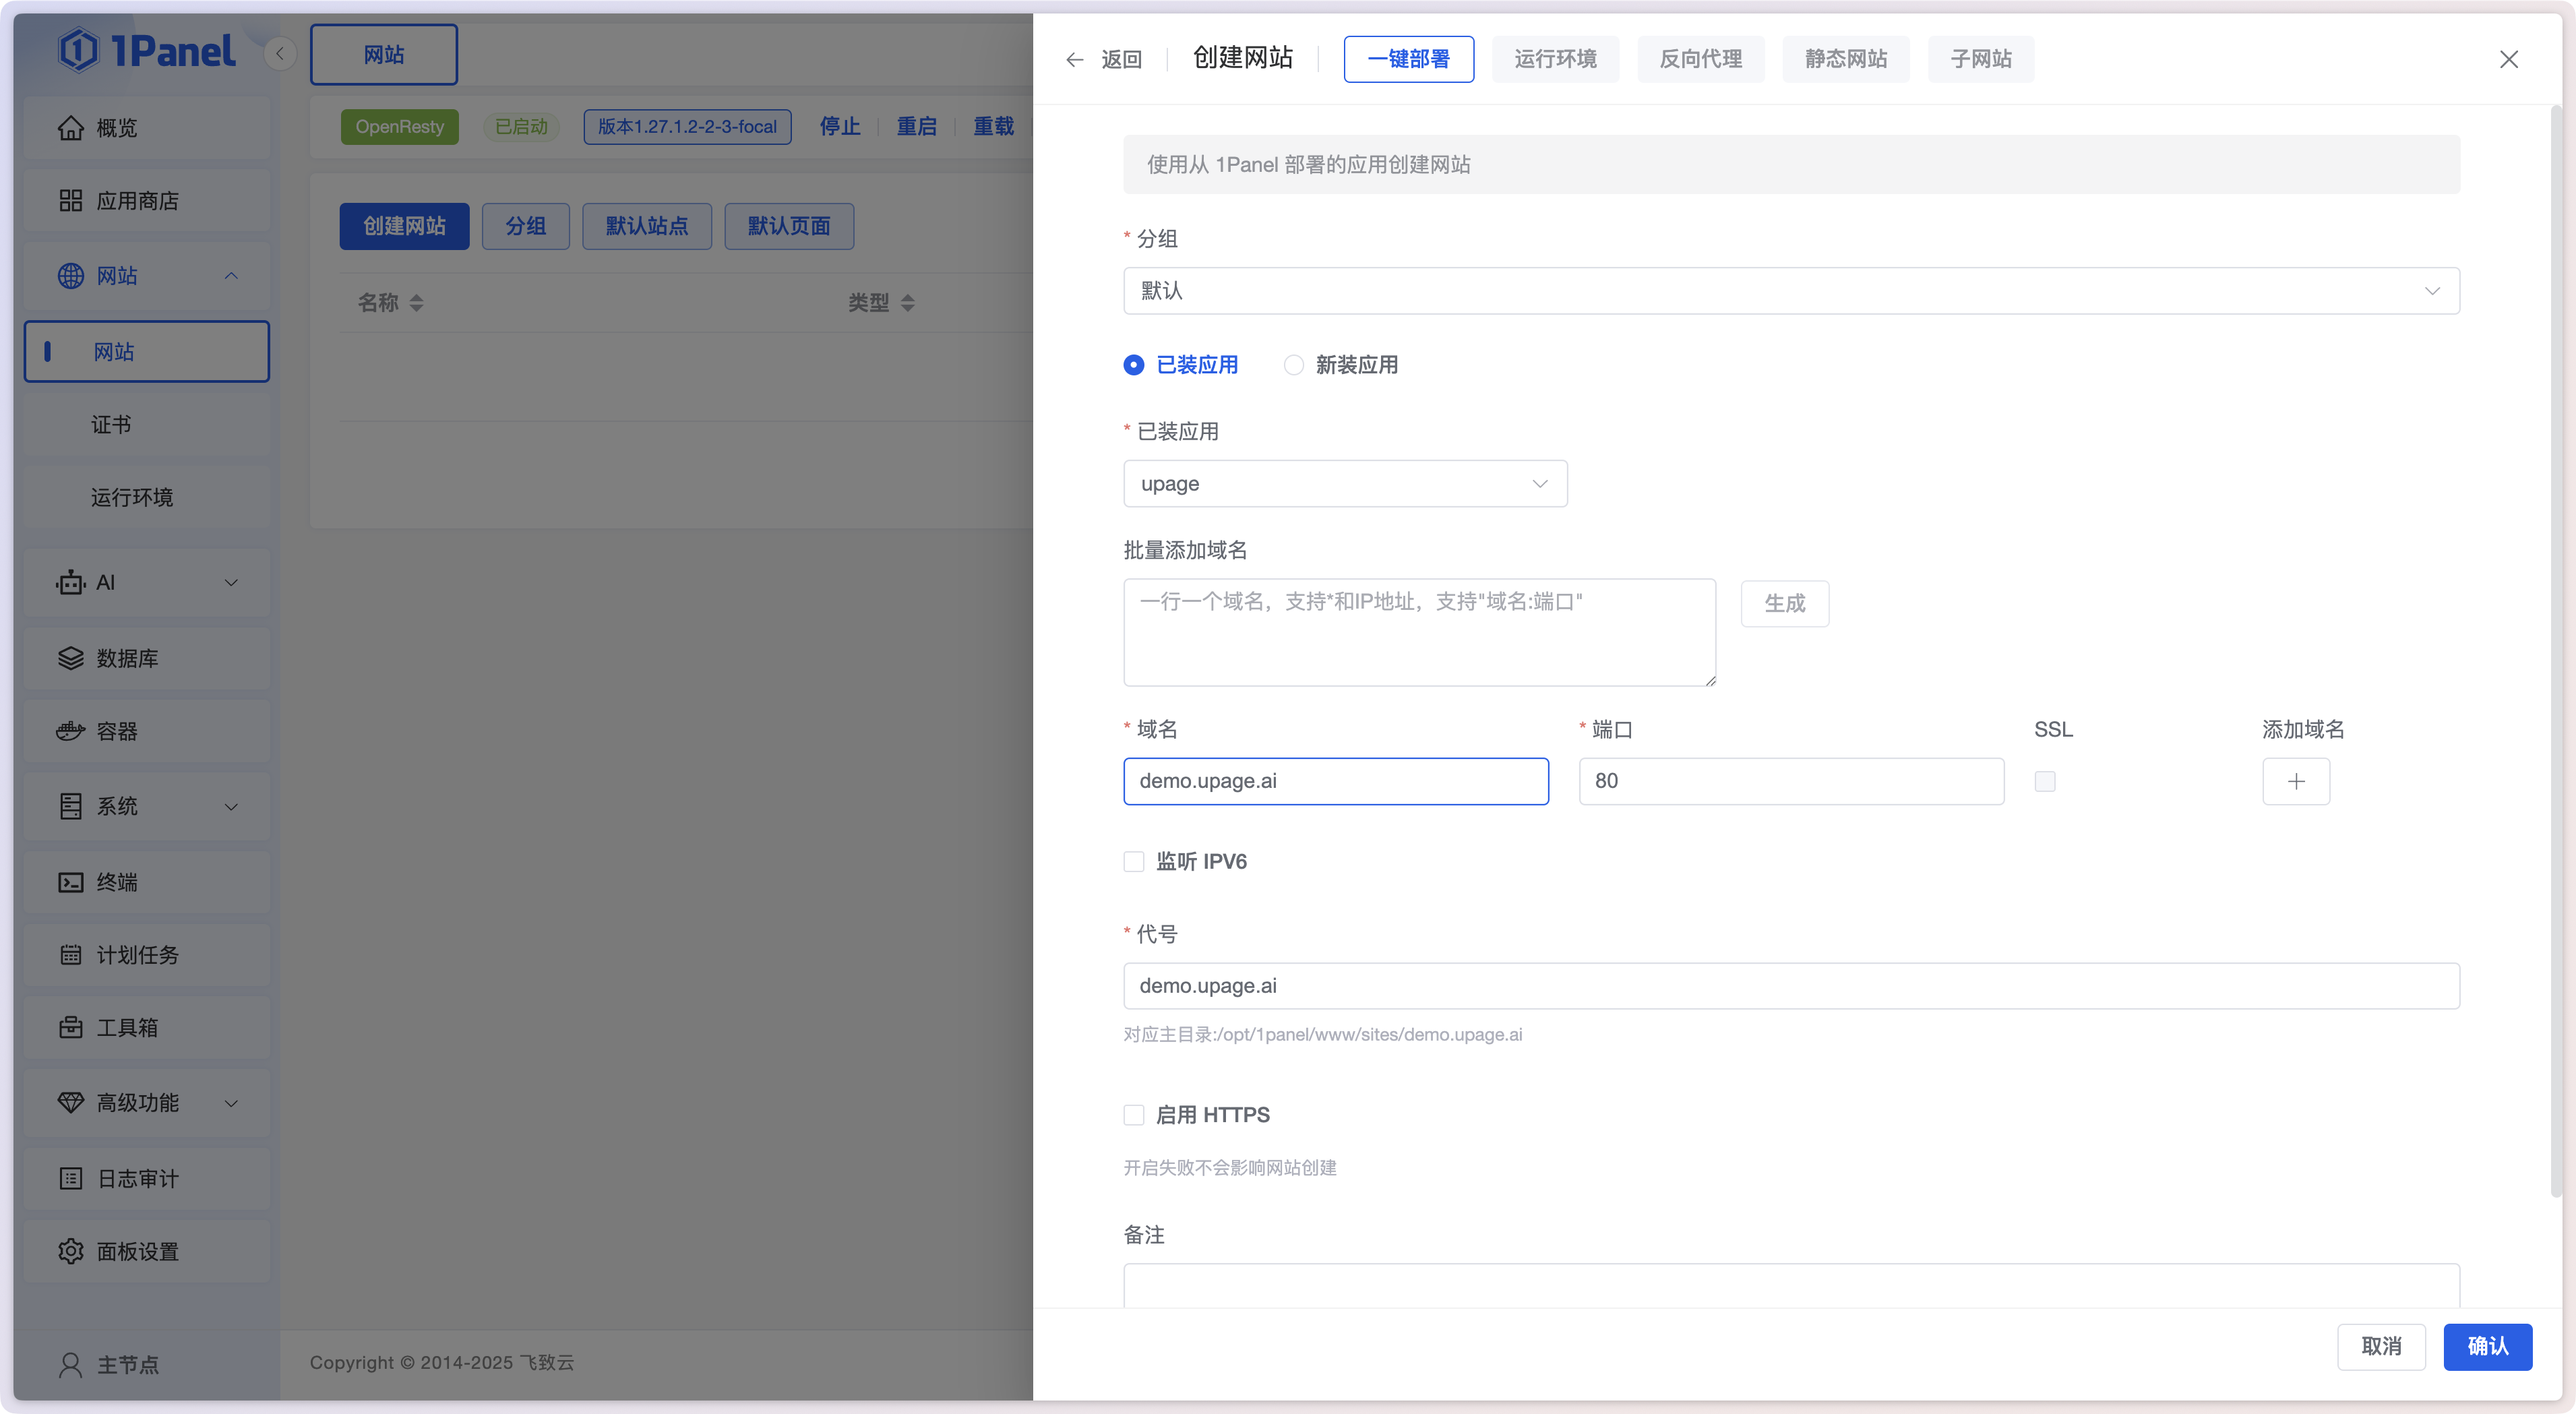 1Panel
概览
应用商店
网站
网站
证书
运行环境
AI
数据库
容器
系统
终端
计划任务
工具箱
高级功能
日志审计
面板设置
主节点
网站
OpenResty 已启动 版本1.27.1.2-2-3-focal 停止 重启 重载
创建网站 分组 默认站点 默认页面
名称 类型
Copyright © 2014-2025 飞致云
返回 创建网站 一键部署 运行环境 反向代理 静态网站 子网站
使用从 1Panel 部署的应用创建网站
* 分组
默认
已装应用 新装应用
* 已装应用
upage
批量添加域名
一行一个域名，支持*和IP地址，支持"域名:端口"
生成
* 域名 * 端口 SSL 添加域名
demo.upage.ai 80
监听 IPV6
* 代号
demo.upage.ai
对应主目录:/opt/1panel/www/sites/demo.upage.ai
启用 HTTPS
开启失败不会影响网站创建
备注
取消 确认